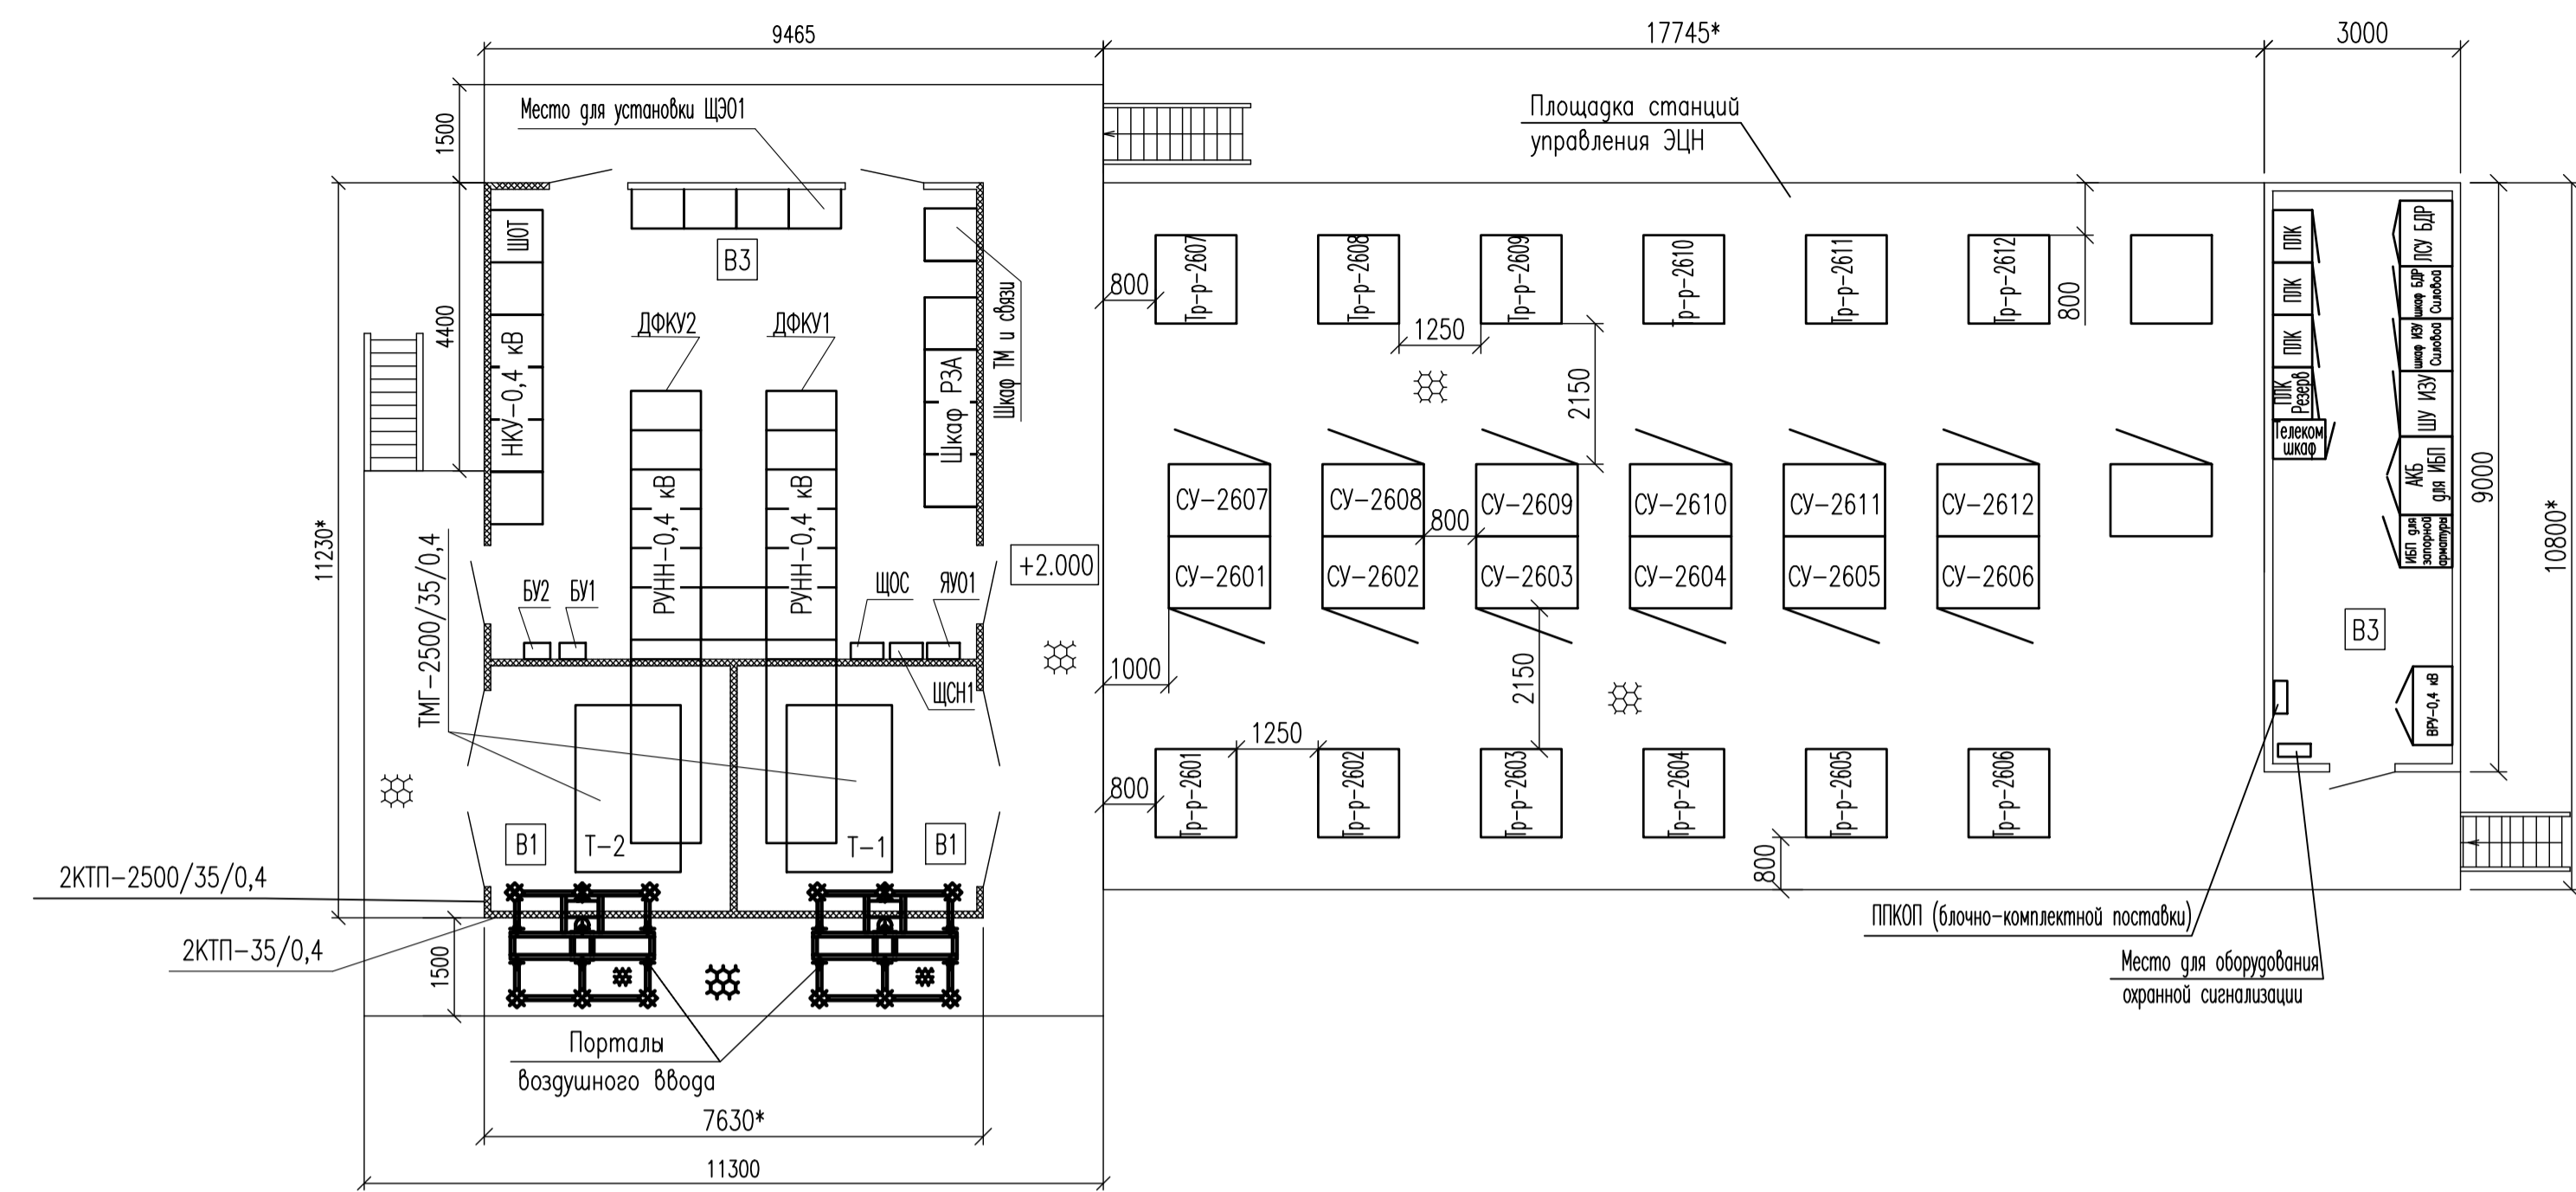 9465
17745*
3000
Место для установки ЩЭО1
Площадка станций
управления ЭЦН
1500
4400
11230*
ШОТ
НКУ-0,4 кВ
В3
Шкаф РЗА
Шкаф ТМ и связи
ДФКУ2
ДФКУ1
РУНН-0,4 кВ
РУНН-0,4 кВ
ТМГ-2500/35/0,4
БУ2
БУ1
ЩОС
ЯУО1
ЩСН1
+2.000
В1
Т-2
Т-1
В1
2КТП-2500/35/0,4
2КТП-35/0,4
1500
Порталы
воздушного ввода
7630*
11300
Тр-р-2607
Тр-р-2608
Тр-р-2609
Тр-р-2610
Тр-р-2611
Тр-р-2612
800
1250
2150
800
СУ-2607
СУ-2608
СУ-2609
СУ-2610
СУ-2611
СУ-2612
800
СУ-2601
СУ-2602
СУ-2603
СУ-2604
СУ-2605
СУ-2606
1000
2150
1250
800
Тр-р-2601
Тр-р-2602
Тр-р-2603
Тр-р-2604
Тр-р-2605
Тр-р-2606
800
ПЛК
ПЛК
ПЛК
ПЛК
Резерв
Телеком
шкаф
ЛСУ БДР
шкаф БДР
Силовой
шкаф ИЗУ
Силовой
ШУ ИЗУ
АКБ
для ИБП
ИБП для
запорной
арматуры
В3
ВРУ-0,4 кВ
9000
10800*
ППКОП (блочно-комплектной поставки)
Место для оборудования
охранной сигнализации